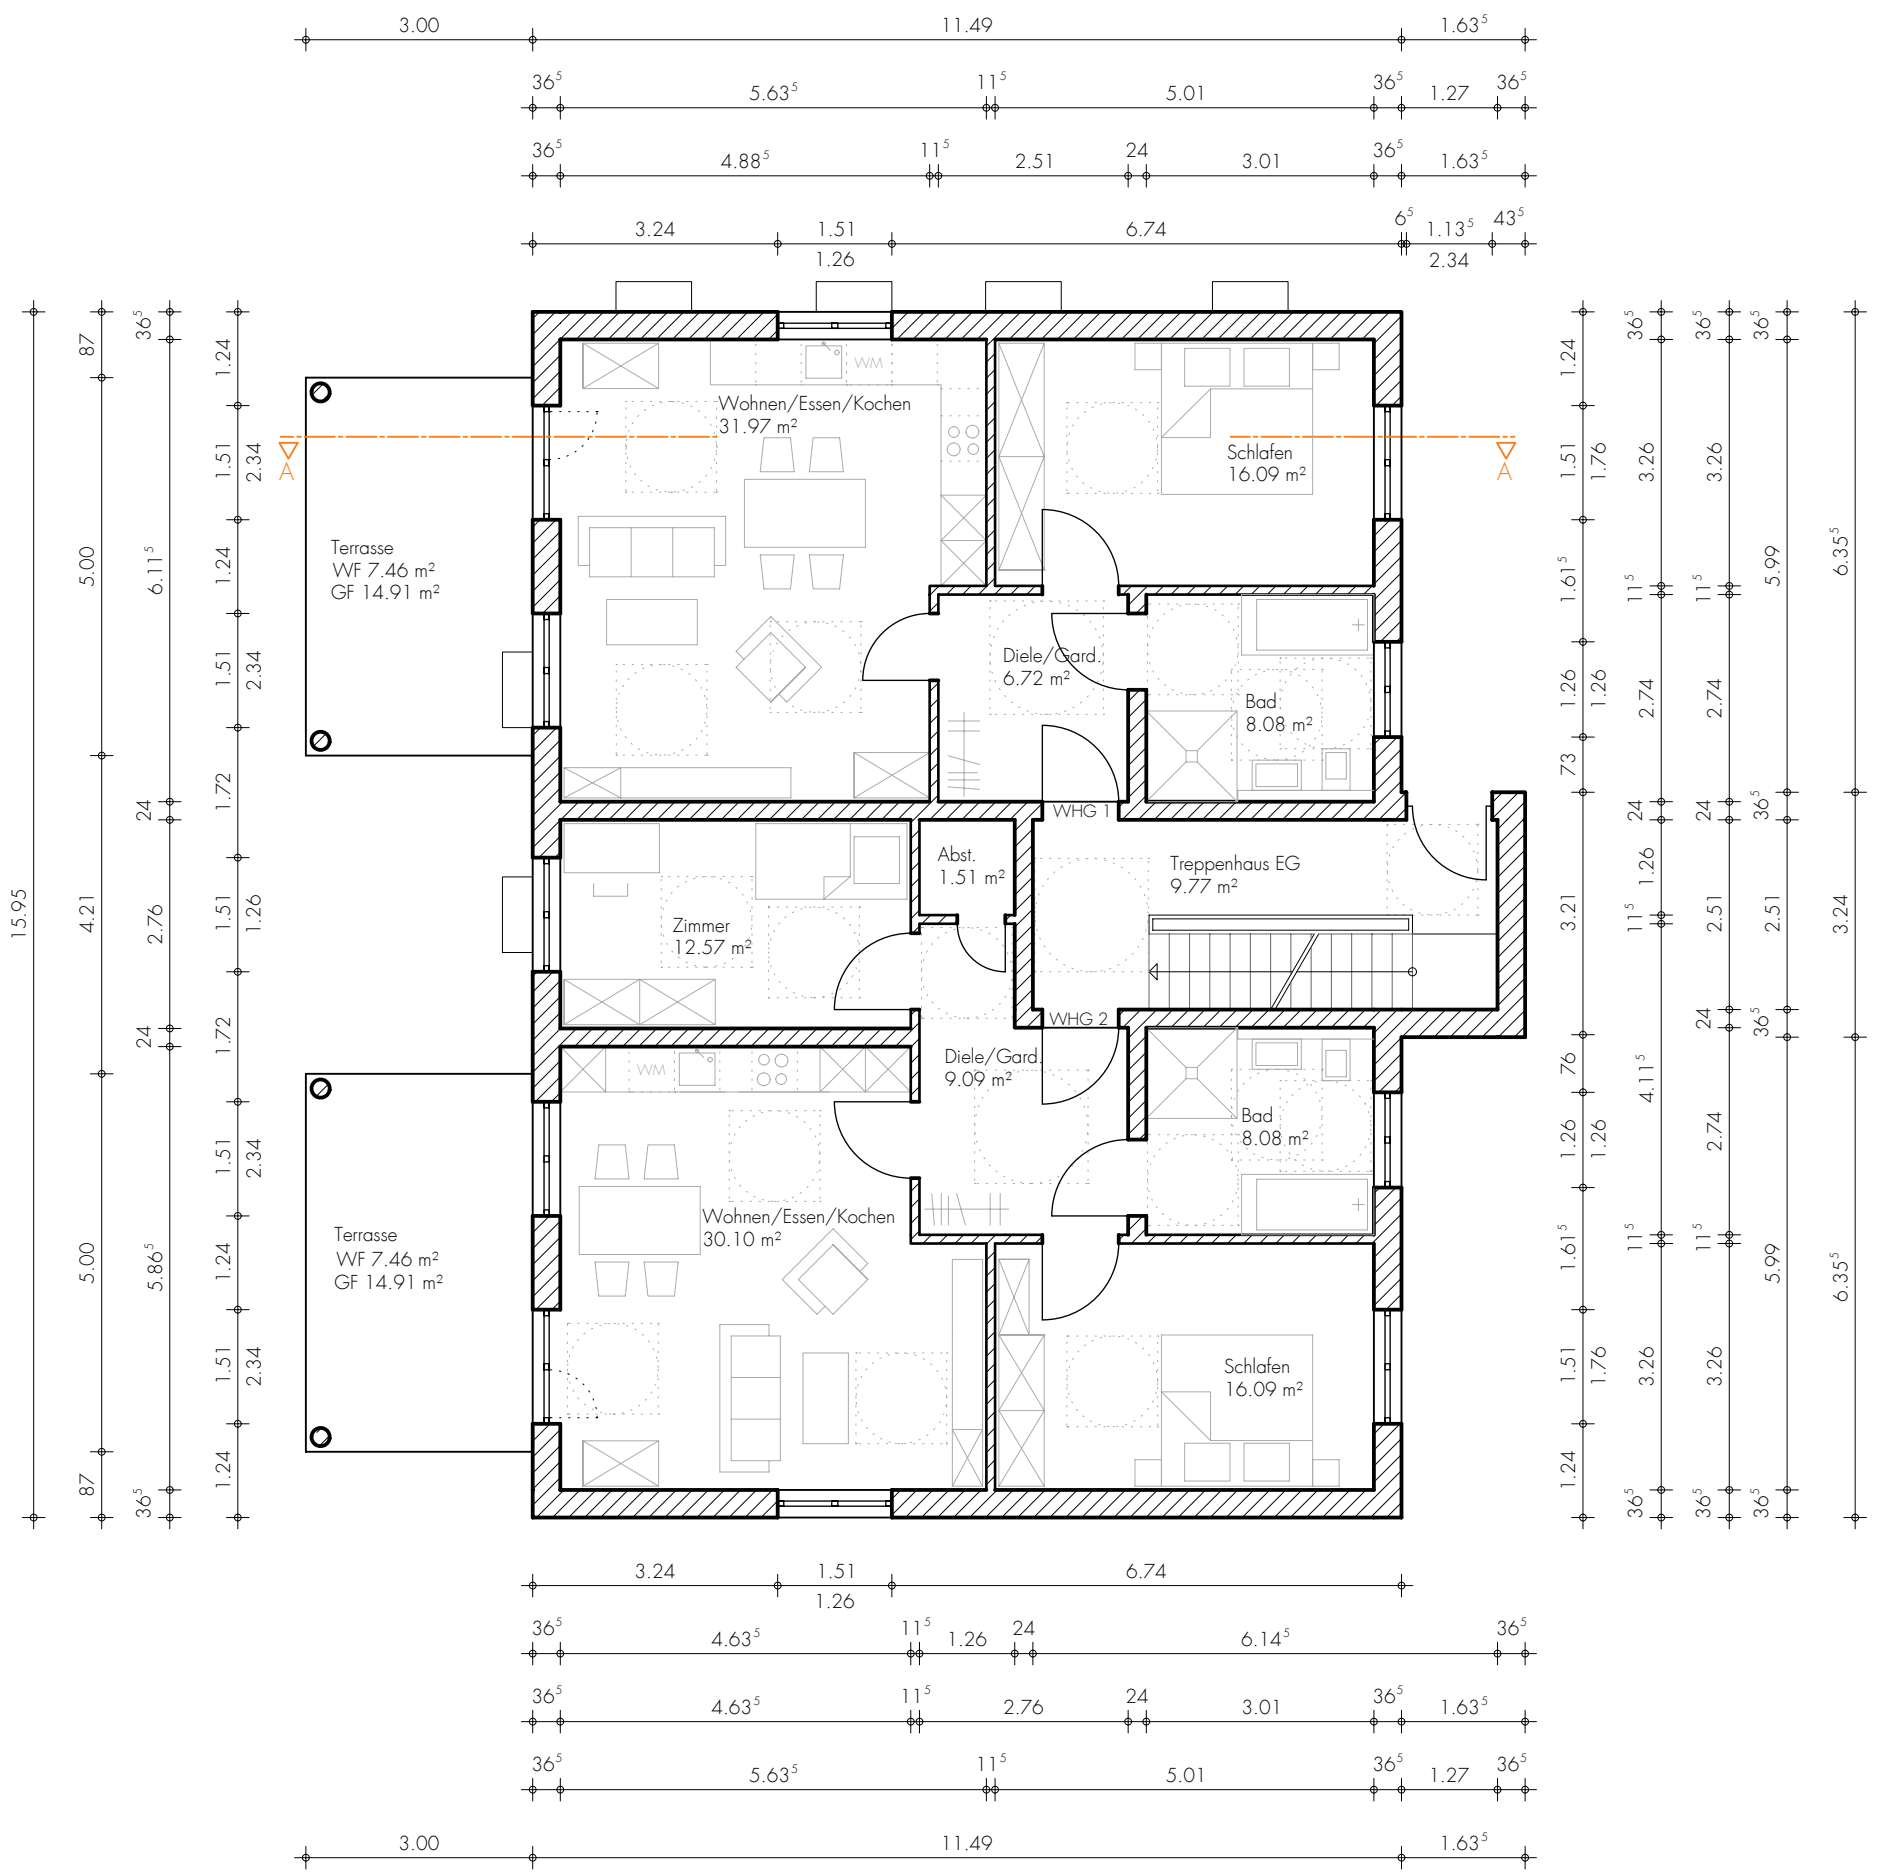 3.00 11.49 1.63⁵
36⁵ 5.63⁵ 11⁵ 5.01 36⁵ 1.27 36⁵
36⁵ 4.88⁵ 11⁵ 2.51 24 3.01 36⁵ 1.63⁵
3.24 1.51 6.74 6⁵ 1.13⁵ 43⁵
1.26 2.34
15.95
87 5.00 4.21 5.00 87
36⁵ 6.11⁵ 24 2.76 24 5.86⁵ 36⁵
1.24 1.51 1.24 1.51 1.72 1.51 1.72 1.51 1.24 1.51 1.24
2.34 2.34 1.26 2.34 2.34
A
Terrasse
WF 7.46 m²
GF 14.91 m²
WM
Wohnen/Essen/Kochen
31.97 m²
Schlafen
16.09 m²
A
Diele/Gard.
6.72 m²
Bad
8.08 m²
WHG 1
Abst.
1.51 m²
Treppenhaus EG
9.77 m²
Zimmer
12.57 m²
WHG 2
Diele/Gard.
9.09 m²
WM
Bad
8.08 m²
Terrasse
WF 7.46 m²
GF 14.91 m²
Wohnen/Essen/Kochen
30.10 m²
Schlafen
16.09 m²
1.24 1.51 1.61⁵ 1.26 73 3.21 76 1.26 1.61⁵ 1.51 1.24
1.76 1.26 1.26 1.76
36⁵ 3.26 11⁵ 2.74 24 1.26 11⁵ 4.11⁵ 11⁵ 3.26 36⁵
36⁵ 3.26 11⁵ 2.74 24 2.51 24 2.74 11⁵ 3.26 36⁵
36⁵ 5.99 36⁵ 2.51 36⁵ 5.99 36⁵
6.35⁵ 3.24 6.35⁵
3.24 1.51 6.74
1.26
36⁵ 4.63⁵ 11⁵ 1.26 24 6.14⁵ 36⁵
36⁵ 4.63⁵ 11⁵ 2.76 24 3.01 36⁵ 1.63⁵
36⁵ 5.63⁵ 11⁵ 5.01 36⁵ 1.27 36⁵
3.00 11.49 1.63⁵